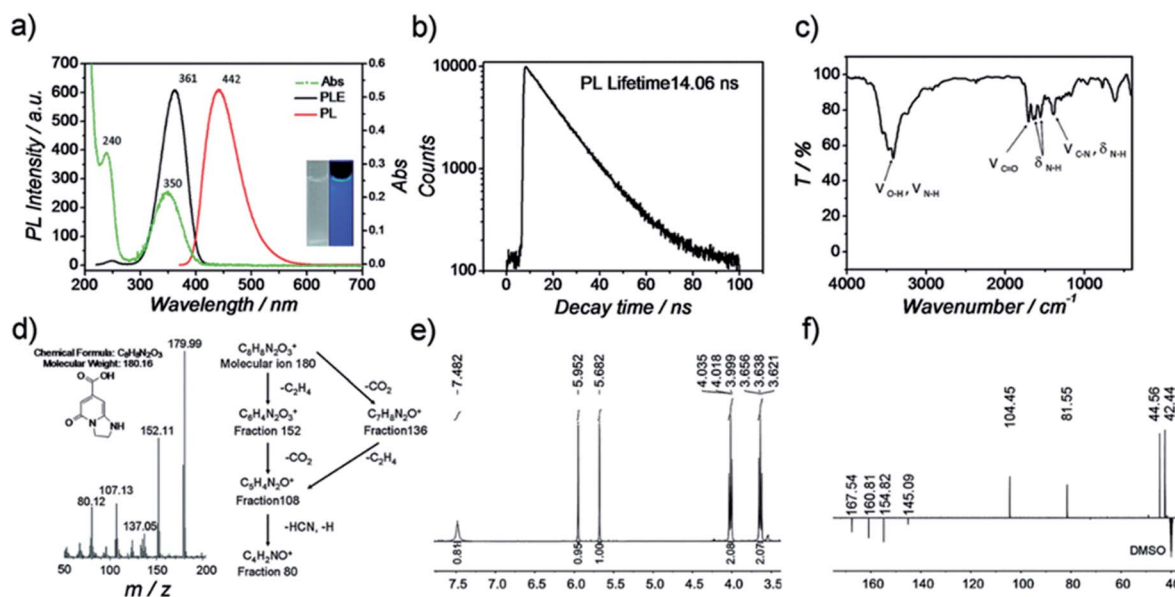 a)
PL Intensity / a.u.
700
600
500
400
300
200
100
0
240
350
361
442
Abs
PLE
PL
0.6
0.5
0.4
0.3
0.2
0.1
0.0
Abs
200 300 400 500 600 700
Wavelength / nm
b)
Counts
10000
1000
100
PL Lifetime14.06 ns
0 20 40 60 80 100
Decay time / ns
c)
T / %
100
80
60
40
20
0
V O-H , V N-H
V C=O
δ N-H
V C-N , δ N-H
4000 3000 2000 1000
Wavenumber / cm-1
d)
Chemical Formula: C8H8N2O3
Molecular Weight: 180.16
O
OH
O
N
NH
179.99
152.11
107.13
80.12
137.05
50 100 150 200
m / z
C8H8N2O3+
Molecular ion 180
-C2H4
-CO2
C6H4N2O3+
Fraction 152
C7H8N2O+
Fraction136
-CO2
-C2H4
C5H4N2O+
Fraction108
-HCN, -H
C4H2NO+
Fraction 80
e)
7.482
5.952
5.682
4.035
4.018
3.999
3.656
3.638
3.621
0.81
0.95
1.00
2.08
2.07
7.5 7.0 6.5 6.0 5.5 5.0 4.5 4.0 3.5
f)
167.54
160.81
154.82
145.09
104.45
81.55
44.56
42.44
DMSO
160 140 120 100 80 60 40